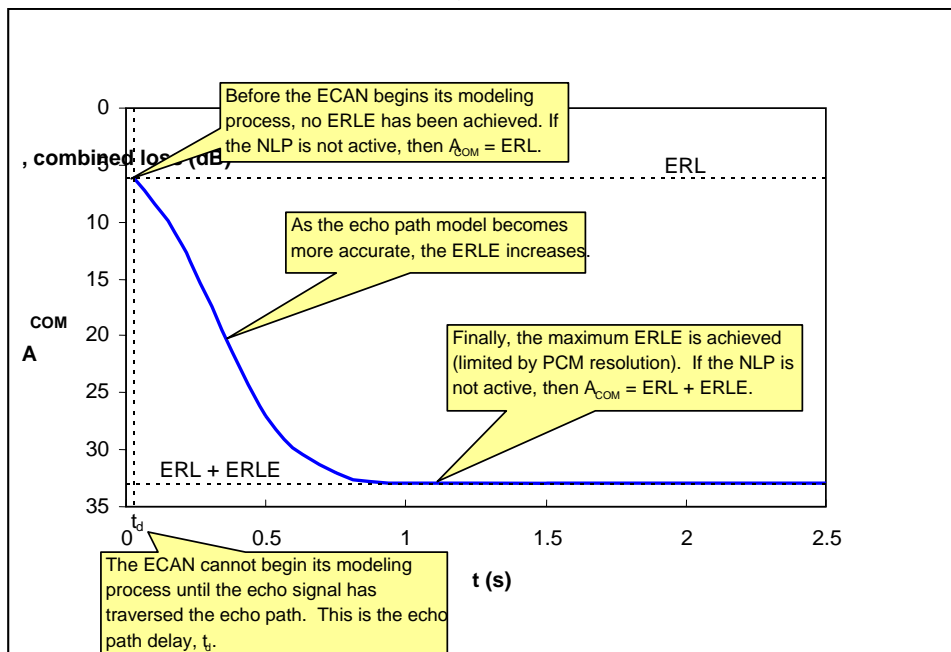 0
Before the ECAN begins its modeling
process, no ERLE has been achieved. If
the NLP is not active, then A_COM = ERL.
, combined loss (dB)
5
ERL
10
As the echo path model becomes
more accurate, the ERLE increases.
15
COM
20
A
Finally, the maximum ERLE is achieved
(limited by PCM resolution).  If the NLP is
not active, then A_COM = ERL + ERLE.
25
30
ERL + ERLE
35
t_d
0
0.5
1
1.5
2
2.5
t (s)
The ECAN cannot begin its modeling
process until the echo signal has
traversed the echo path.  This is the echo
path delay, t_d.